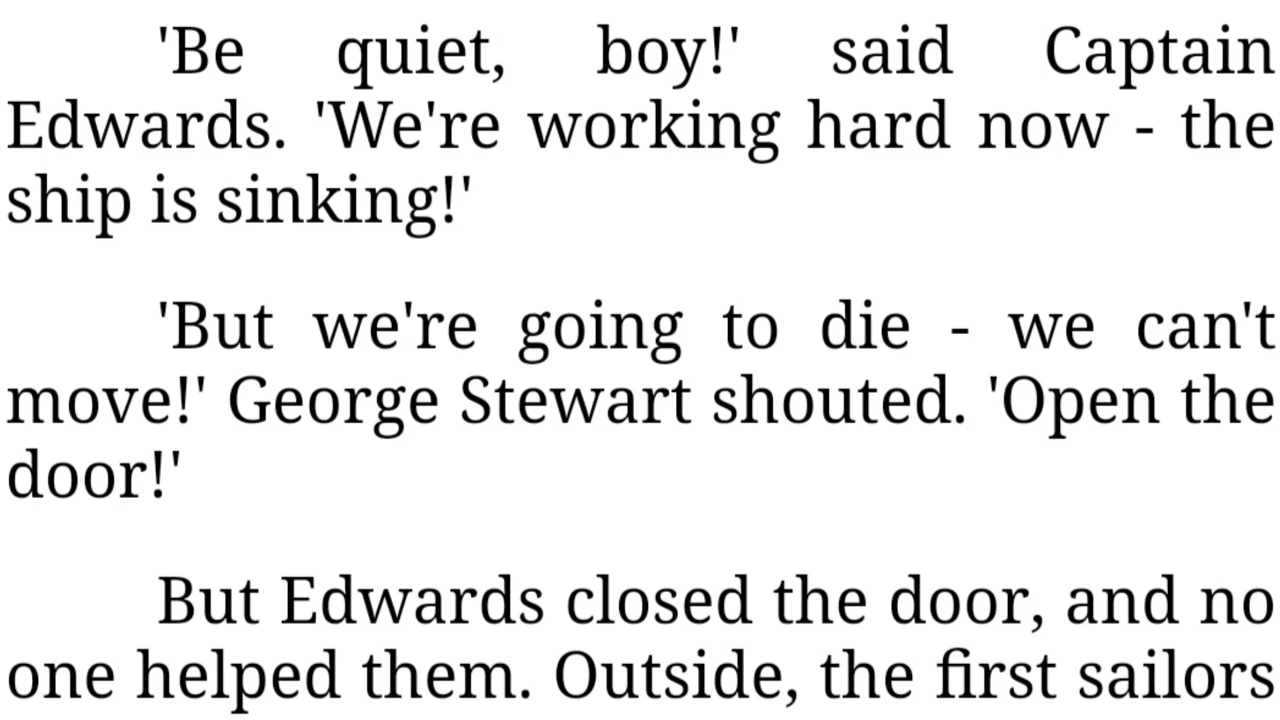 'Be quiet, boy!' said Captain
Edwards. 'We're working hard now - the
ship is sinking!'
'But we're going to die - we can't
move!' George Stewart shouted. 'Open the
door!'
But Edwards closed the door, and no
one helped them. Outside, the first sailors